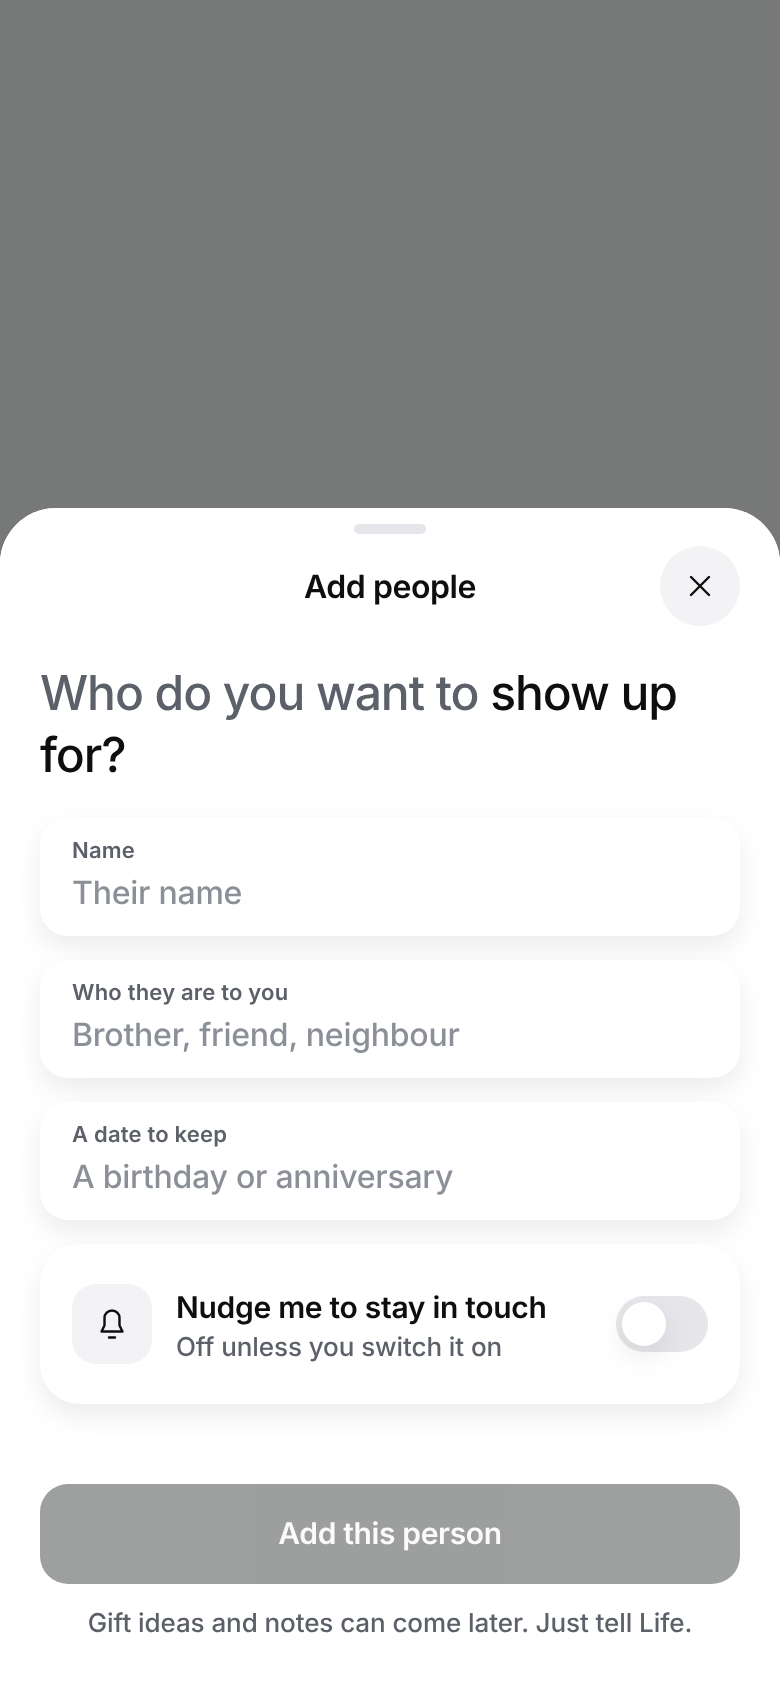 Add people
Who do you want to show up
for?
Name
Their name
Who they are to you
Brother, friend, neighbour
A date to keep
A birthday or anniversary
Nudge me to stay in touch
Off unless you switch it on
Add this person
Gift ideas and notes can come later. Just tell Life.